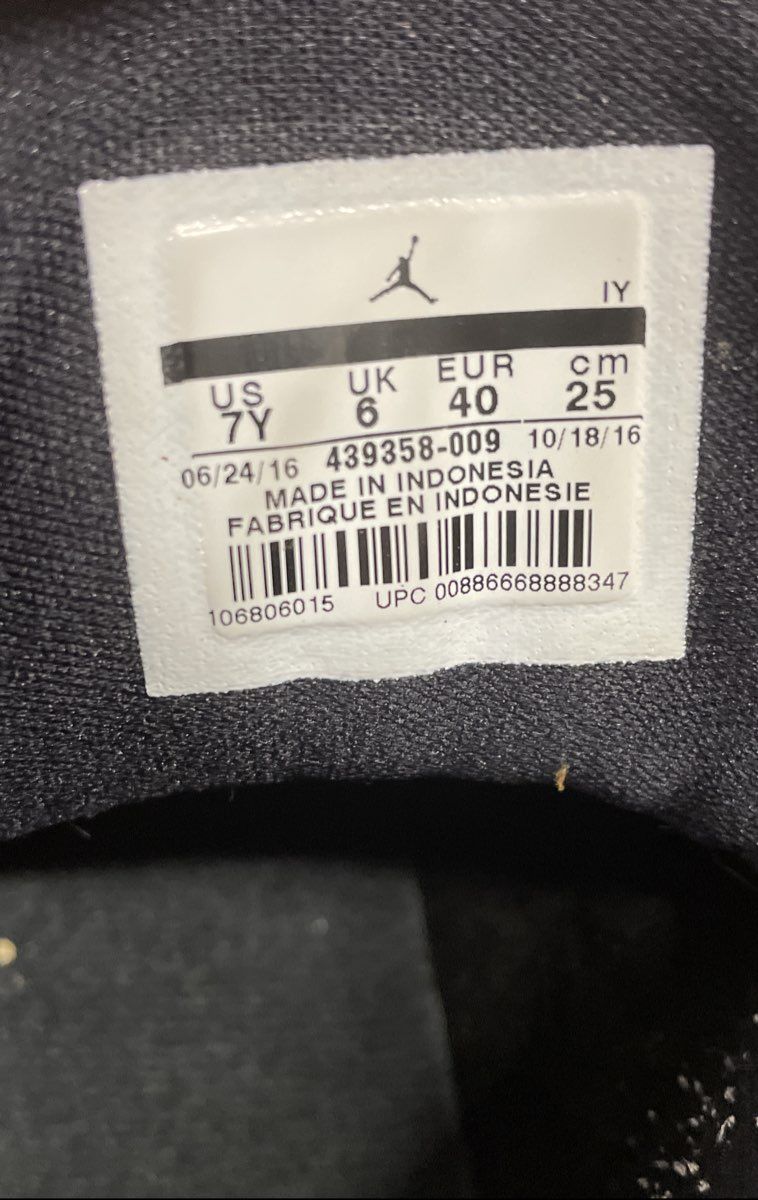 IY
US UK EUR cm
7Y 6 40 25
06/24/16 439358-009 10/18/16
MADE IN INDONESIA
FABRIQUE EN INDONESIE
106806015 UPC 00886668888347